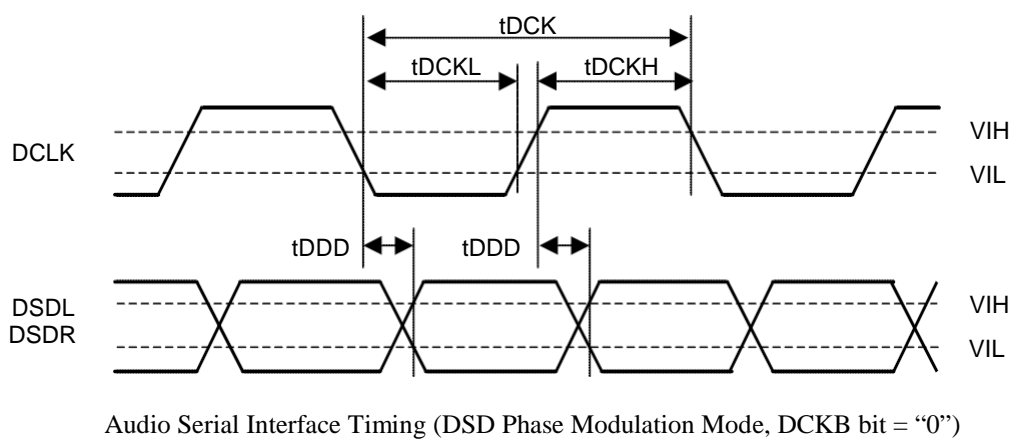 tDCK
tDCKL
tDCKH
DCLK
VIH
VIL
tDDD
tDDD
DSDL
DSDR
VIH
VIL
Audio Serial Interface Timing (DSD Phase Modulation Mode, DCKB bit = “0”)